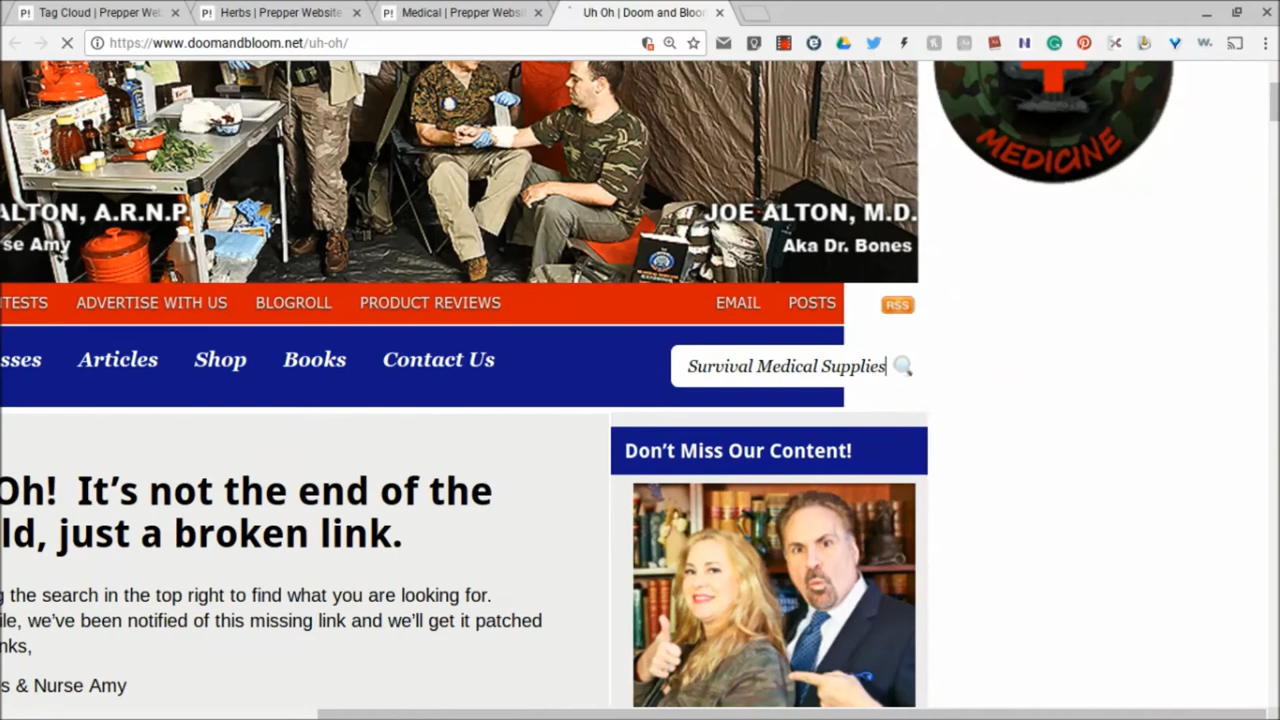 Tag Cloud | Prepper Web
Herbs | Prepper Website
Medical | Prepper Websi
Uh Oh | Doom and Bloom
https://www.doomandbloom.net/uh-oh/
MEDICINE
ALTON, A.R.N.P.
se Amy
JOE ALTON, M.D.
Aka Dr. Bones
TESTS ADVERTISE WITH US BLOGROLL PRODUCT REVIEWS EMAIL POSTS RSS
sses Articles Shop Books Contact Us
Survival Medical Supplies
Don’t Miss Our Content!
Oh! It’s not the end of the
ld, just a broken link.
g the search in the top right to find what you are looking for.
ile, we’ve been notified of this missing link and we’ll get it patched
nks,
s & Nurse Amy